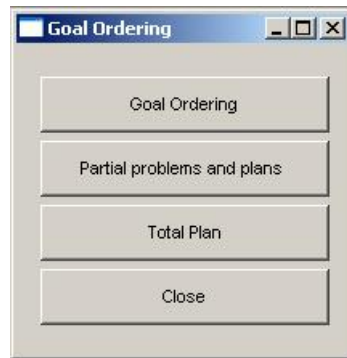 Goal Ordering
Goal Ordering
Partial problems and plans
Total Plan
Close